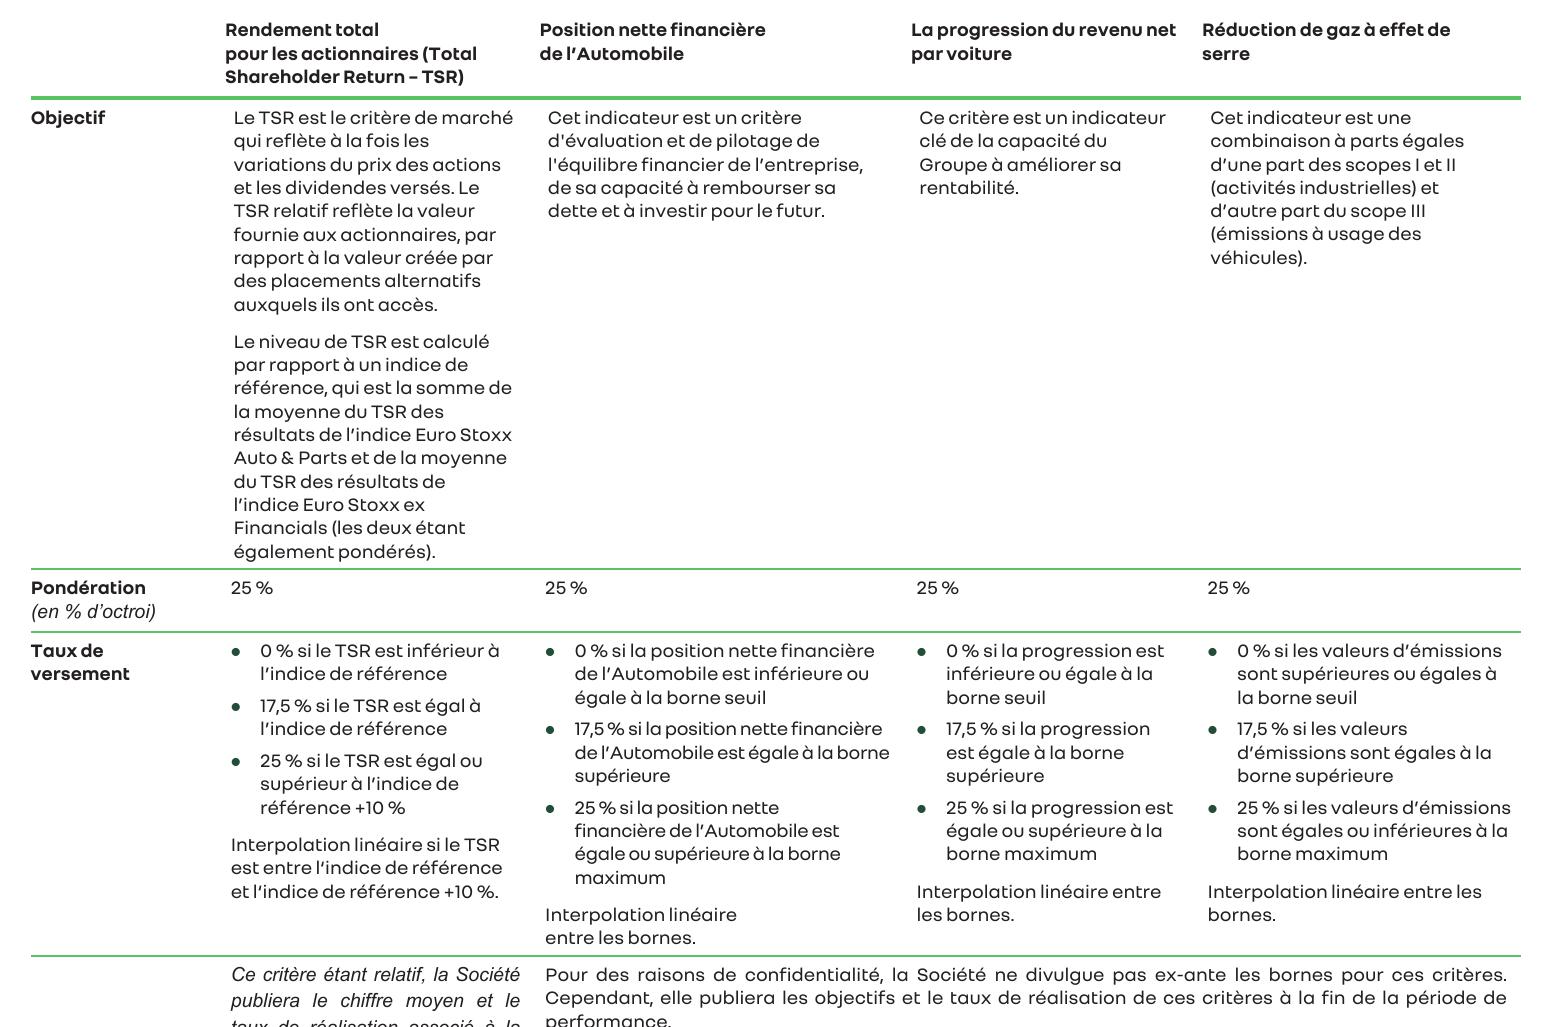 Rendement total
pour les actionnaires (Total
Shareholder Return – TSR)
Position nette financière
de l’Automobile
La progression du revenu net
par voiture
Réduction de gaz à effet de
serre
Objectif
Le TSR est le critère de marché
qui reflète à la fois les
variations du prix des actions
et les dividendes versés. Le
TSR relatif reflète la valeur
fournie aux actionnaires, par
rapport à la valeur créée par
des placements alternatifs
auxquels ils ont accès.
Le niveau de TSR est calculé
par rapport à un indice de
référence, qui est la somme de
la moyenne du TSR des
résultats de l’indice Euro Stoxx
Auto & Parts et de la moyenne
du TSR des résultats de
l’indice Euro Stoxx ex
Financials (les deux étant
également pondérés).
Cet indicateur est un critère
d'évaluation et de pilotage de
l'équilibre financier de l’entreprise,
de sa capacité à rembourser sa
dette et à investir pour le futur.
Ce critère est un indicateur
clé de la capacité du
Groupe à améliorer sa
rentabilité.
Cet indicateur est une
combinaison à parts égales
d’une part des scopes I et II
(activités industrielles) et
d’autre part du scope III
(émissions à usage des
véhicules).
Pondération
(en % d’octroi)
25 %
25 %
25 %
25 %
Taux de
versement
• 0 % si le TSR est inférieur à
l’indice de référence
• 17,5 % si le TSR est égal à
l’indice de référence
• 25 % si le TSR est égal ou
supérieur à l’indice de
référence +10 %
Interpolation linéaire si le TSR
est entre l’indice de référence
et l’indice de référence +10 %.
• 0 % si la position nette financière
de l’Automobile est inférieure ou
égale à la borne seuil
• 17,5 % si la position nette financière
de l’Automobile est égale à la borne
supérieure
• 25 % si la position nette
financière de l’Automobile est
égale ou supérieure à la borne
maximum
Interpolation linéaire
entre les bornes.
• 0 % si la progression est
inférieure ou égale à la
borne seuil
• 17,5 % si la progression
est égale à la borne
supérieure
• 25 % si la progression est
égale ou supérieure à la
borne maximum
Interpolation linéaire entre
les bornes.
• 0 % si les valeurs d’émissions
sont supérieures ou égales à
la borne seuil
• 17,5 % si les valeurs
d’émissions sont égales à la
borne supérieure
• 25 % si les valeurs d’émissions
sont égales ou inférieures à la
borne maximum
Interpolation linéaire entre les
bornes.
Ce critère étant relatif, la Société
publiera le chiffre moyen et le
taux de réalisation associé à la
Pour des raisons de confidentialité, la Société ne divulgue pas ex-ante les bornes pour ces critères.
Cependant, elle publiera les objectifs et le taux de réalisation de ces critères à la fin de la période de
performance.